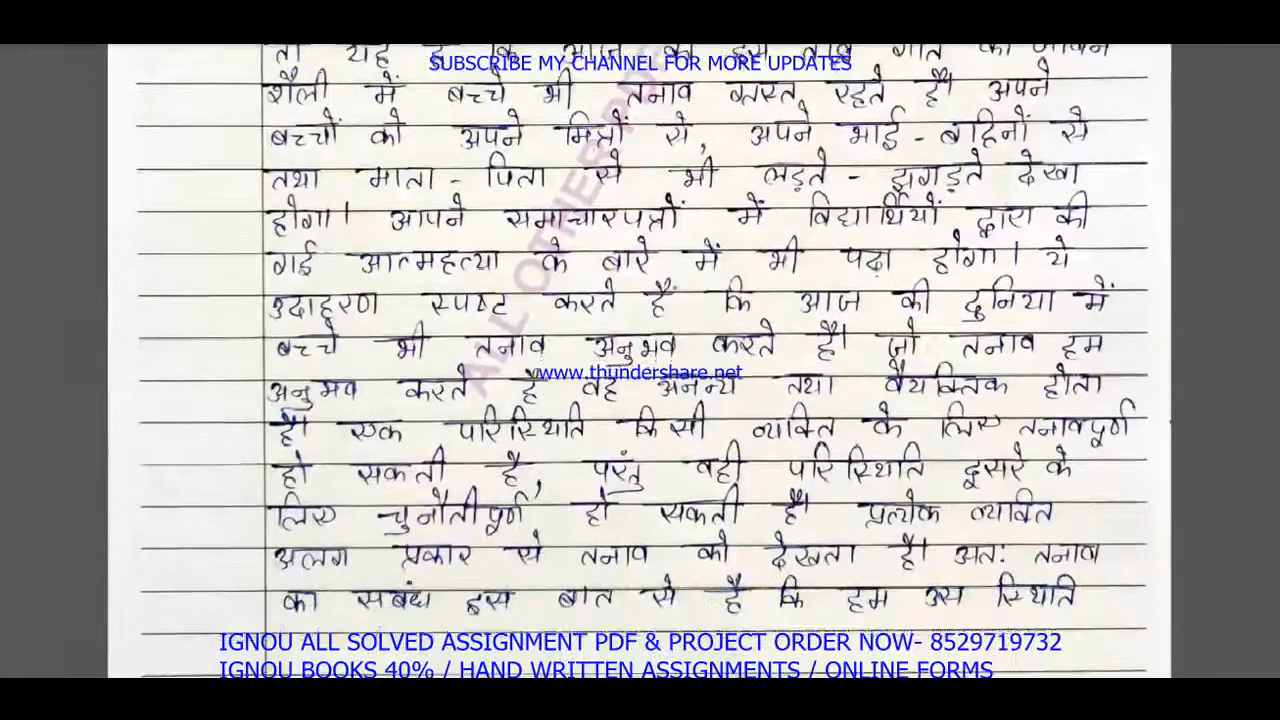 SUBSCRIBE MY CHANNEL FOR MORE UPDATES
शैली में बच्चे भी तनाव ग्रस्त रहते है। अपने
बच्चों को अपने मित्रों से, अपने भाई - बहिनों से
तथा माता - पिता से भी लड़ते - झगड़ते देखा
होगा। आपने समाचारपत्रों में विद्यार्थियों द्वारा की
गई आत्महत्या के बारे में भी पढ़ा होगा। ये
उदाहरण स्पष्ट करते हैं कि आज की दुनिया में
बच्चे भी तनाव अनुभव करते है। जो तनाव हम
www.thundershare.net
अनुभव करते है वह अनन्य तथा वैयक्तिक होता
है। एक परिस्थिति किसी व्यक्ति के लिए तनावपूर्ण
हो सकती है, परंतु वही परिस्थिति दूसरे के
लिए चुनौतीपूर्ण हो सकती है। प्रत्येक व्यक्ति
अलग प्रकार से तनाव को देखता है। अतः तनाव
का सबंध इस बात से है कि हम उस स्थिति
IGNOU ALL SOLVED ASSIGNMENT PDF & PROJECT ORDER NOW- 8529719732
IGNOU BOOKS 40% / HAND WRITTEN ASSIGNMENTS / ONLINE FORMS